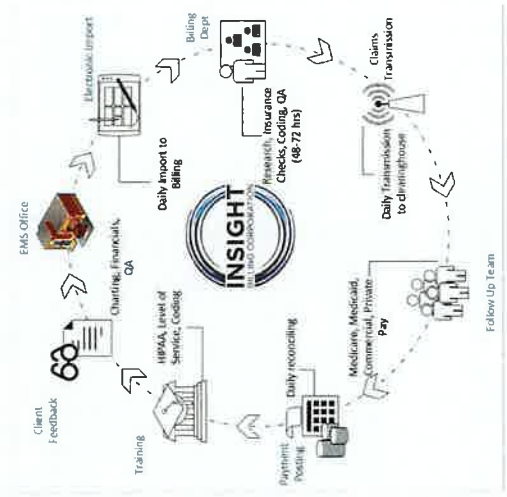 EMS Office
Charting, Financials,
QA
Electronic Import
Daily Import to
Billing
Billing
Dept
Research, Insurance
Checks, Coding, QA
(48-72 hrs)
Claims
Transmission
Daily Transmission
to clearinghouse
Follow Up Team
Medicare, Medicaid,
Commercial, Private
Pay
Payment
Posting
Daily reconciling
Training
HIPAA, Level of
Service, Coding
Client
Feedback
INSIGHT
BILLING CORPORATION